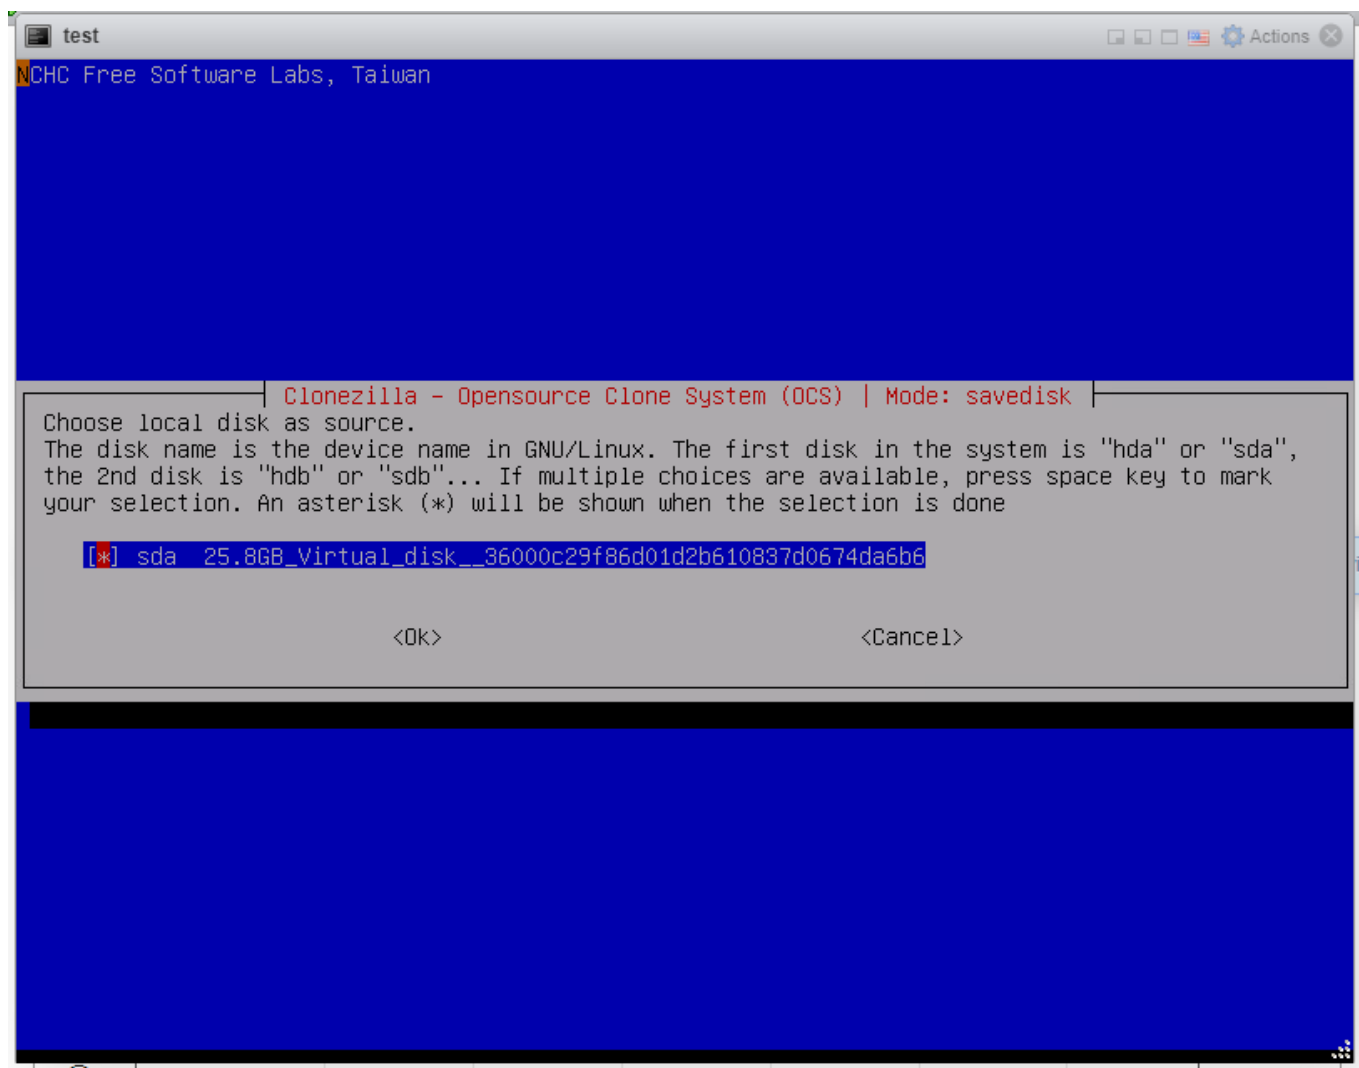 test
Actions
NCHC Free Software Labs, Taiwan
Clonezilla - Opensource Clone System (OCS) | Mode: savedisk
Choose local disk as source.
The disk name is the device name in GNU/Linux. The first disk in the system is "hda" or "sda",
the 2nd disk is "hdb" or "sdb"... If multiple choices are available, press space key to mark
your selection. An asterisk (*) will be shown when the selection is done
[*] sda  25.8GB_Virtual_disk__36000c29f86d01d2b610837d0674da6b6
<Ok>
<Cancel>